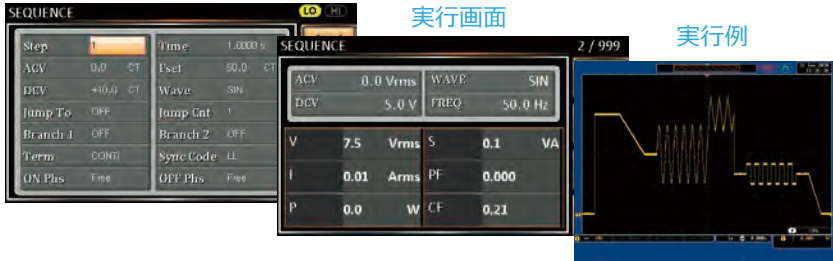 SEQUENCE LO HI
Step 1 Time 1.0000 s
ACV 0.0 CT Fset 50.0 CT
DCV +10.0 CT Wave SIN
Jump To OFF Jump Cnt 1
Branch 1 OFF Branch 2 OFF
Term CONTI Sync Code LL
ON Phs Free OFF Phs Free
実行画面
SEQUENCE 2 / 999
ACV 0.0 Vrms WAVE SIN
DCV 5.0 V FREQ 50.0 Hz
V 7.5 Vrms S 0.1 VA
I 0.01 Arms PF 0.000
P 0.0 W CF 0.21
実行例